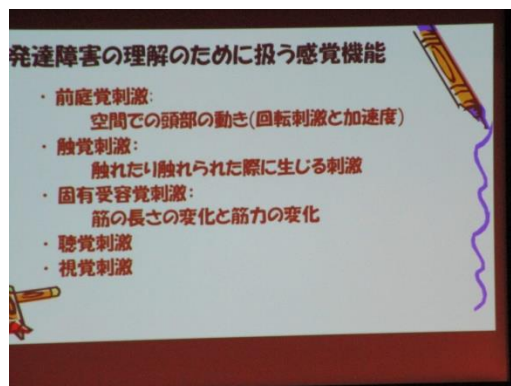 発達障害の理解のために扱う感覚機能
・前庭覚刺激:
空間での頭部の動き(回転刺激と加速度)
・触覚刺激:
触れたり触れられた際に生じる刺激
・固有受容覚刺激:
筋の長さの変化と筋力の変化
・聴覚刺激
・視覚刺激